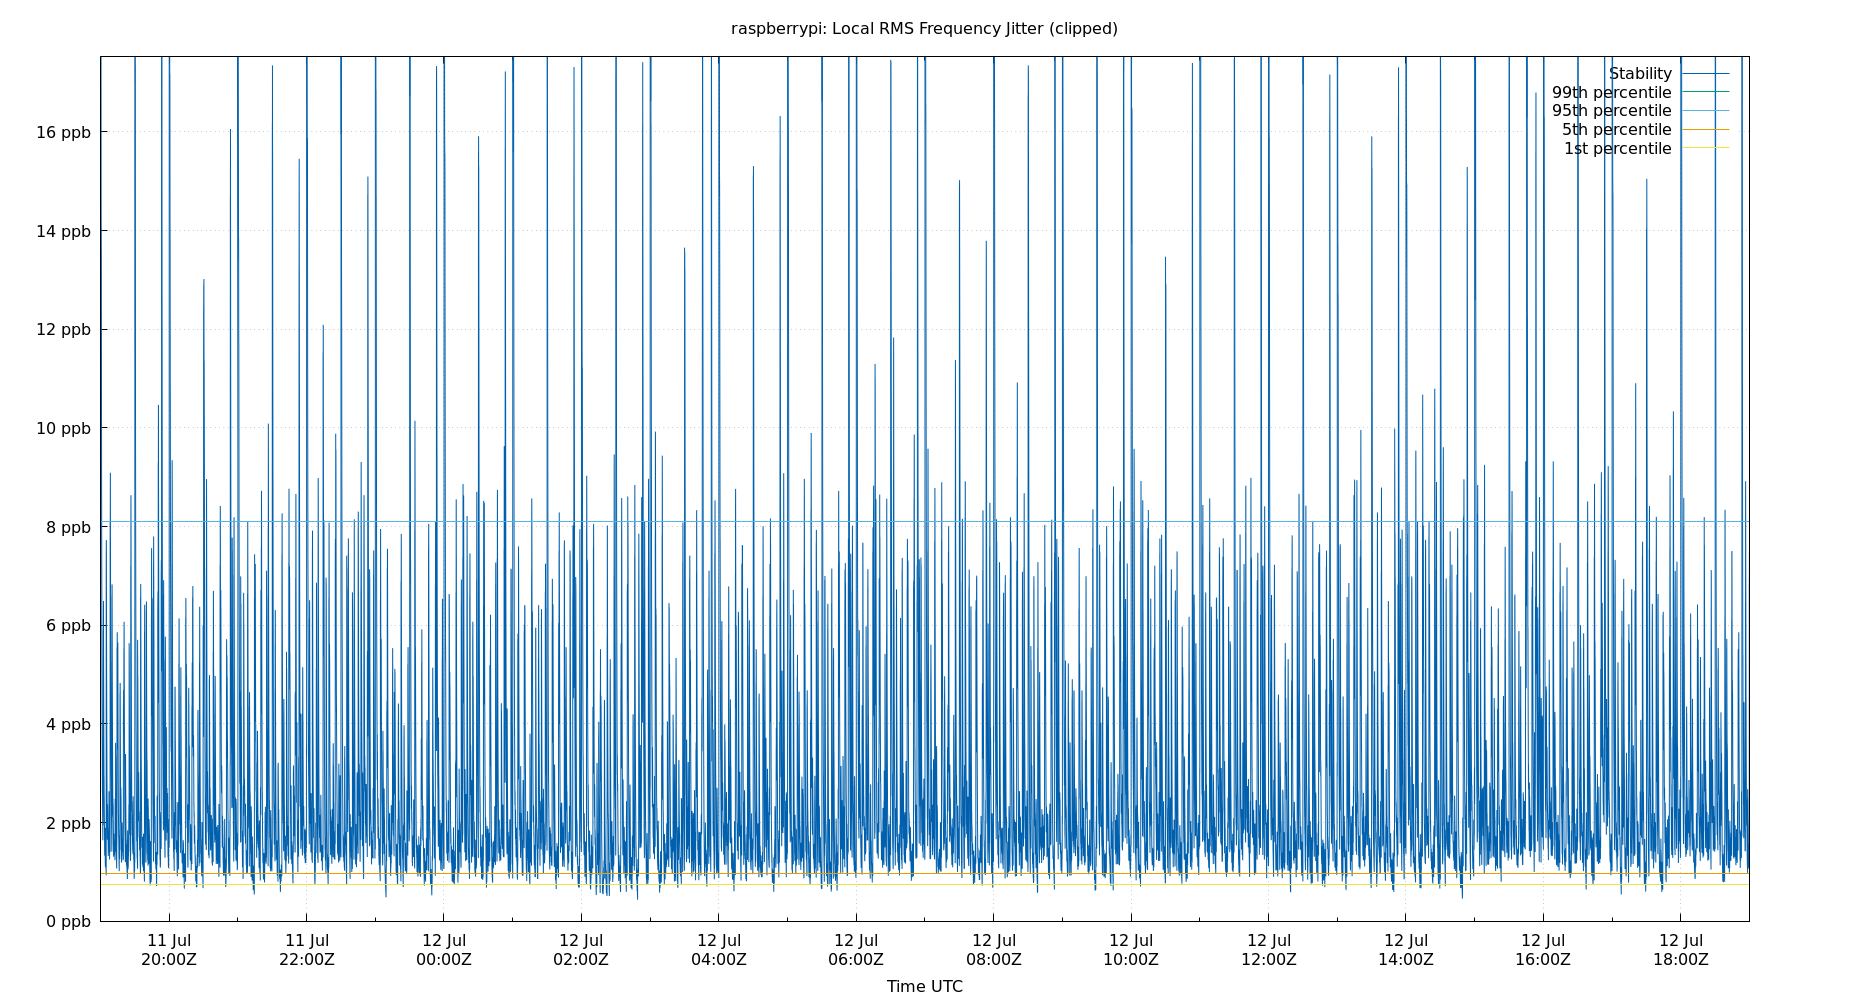 raspberrypi: Local RMS Frequency Jitter (clipped)
Stability
99th percentile
95th percentile
5th percentile
1st percentile
16 ppb
14 ppb
12 ppb
10 ppb
8 ppb
6 ppb
4 ppb
2 ppb
0 ppb
11 Jul 11 Jul 12 Jul 12 Jul 12 Jul 12 Jul 12 Jul 12 Jul 12 Jul 12 Jul 12 Jul 12 Jul
20:00Z 22:00Z 00:00Z 02:00Z 04:00Z 06:00Z 08:00Z 10:00Z 12:00Z 14:00Z 16:00Z 18:00Z
Time UTC